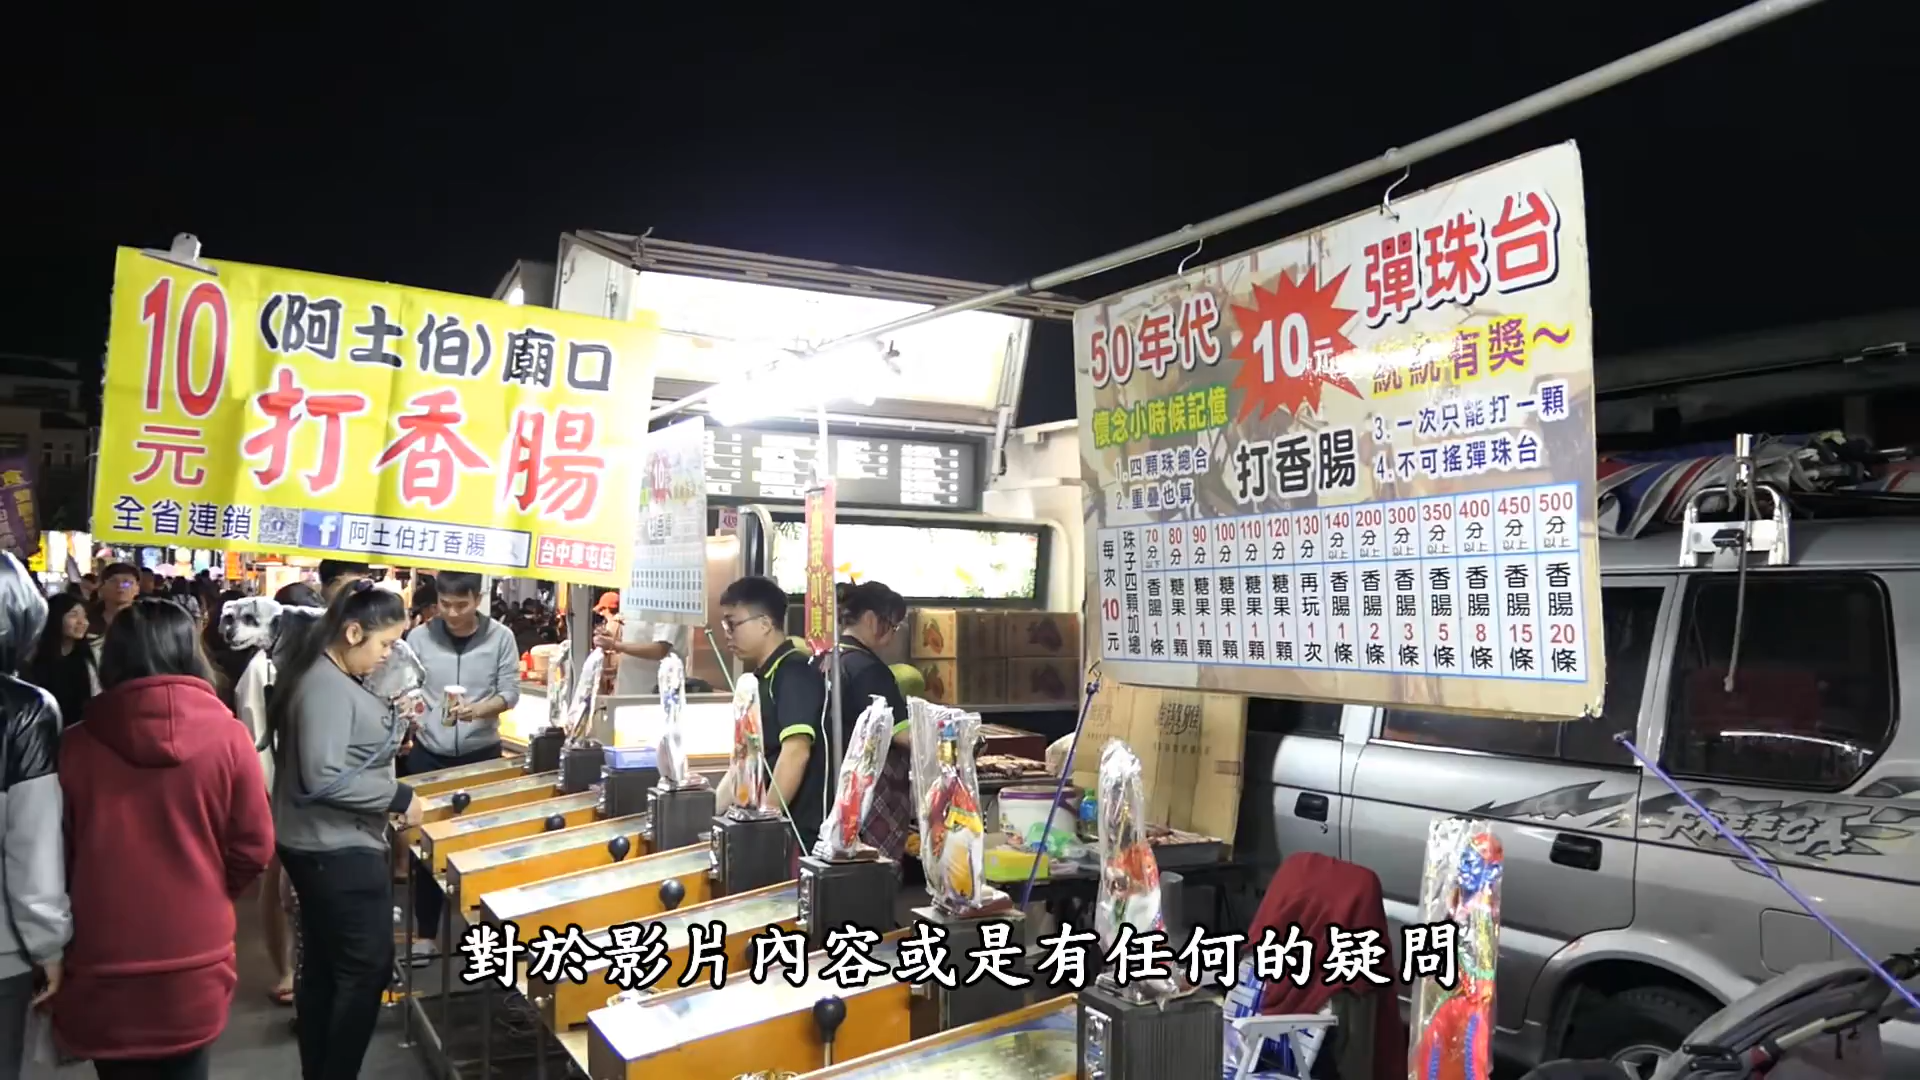 10元
(阿土伯)廟口
打香腸
全省連鎖
阿土伯打香腸
台中車屯店
50年代
10元
彈珠台
統統有獎~
懷念小時候記憶
打香腸
1.四顆珠總合
2.重疊也算
3.一次只能打一顆
4.不可搖彈珠台
每次10元
珠子四顆加總
70分以下 香腸1條
80分 糖果1顆
90分 糖果1顆
100分 糖果1顆
110分 糖果1顆
120分 糖果1顆
130分 再玩1次
140分以上 香腸1條
200分以上 香腸2條
300分以上 香腸3條
350分以上 香腸5條
400分以上 香腸8條
450分以上 香腸15條
500分以上 香腸20條
FREECA
對於影片內容或是有任何的疑問